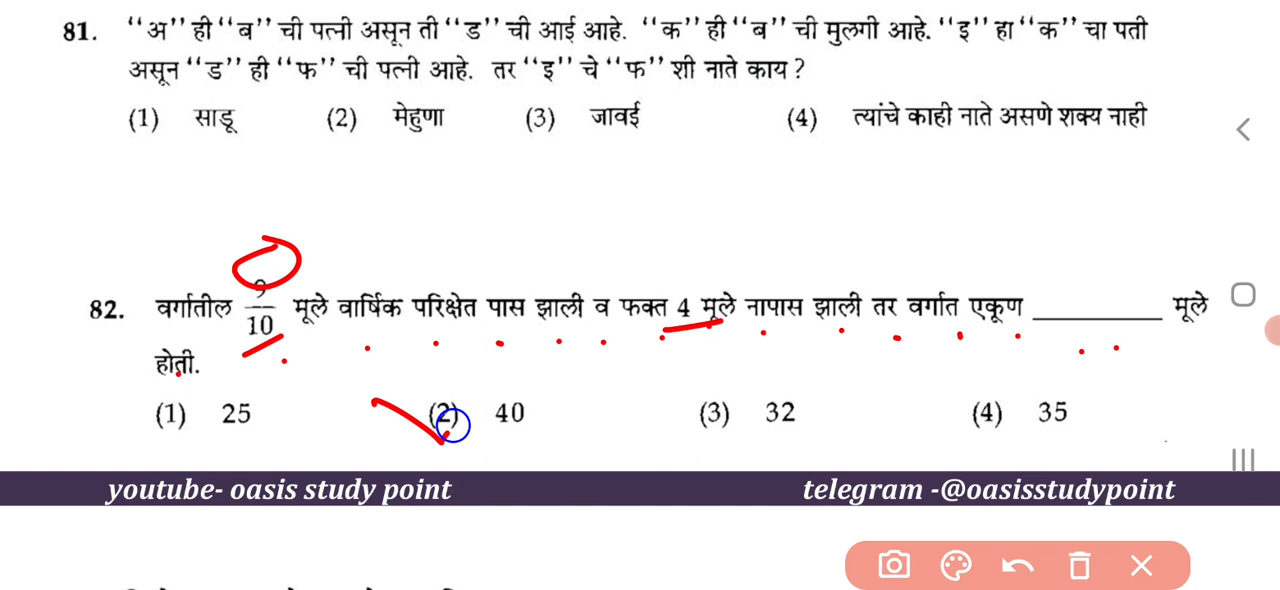 81. ‘‘अ’’ ही ‘‘ब’’ ची पत्नी असून ती ‘‘ड’’ ची आई आहे. ‘‘क’’ ही ‘‘ब’’ ची मुलगी आहे. ‘‘इ’’ हा ‘‘क’’ चा पती
असून ‘‘ड’’ ही ‘‘फ’’ ची पत्नी आहे. तर ‘‘इ’’ चे ‘‘फ’’ शी नाते काय ?
(1) साडू (2) मेहुणा (3) जावई (4) त्यांचे काही नाते असणे शक्य नाही
82. वर्गातील 9/10 मूले वार्षिक परिक्षेत पास झाली व फक्त 4 मूले नापास झाली तर वर्गात एकूण ________ मूले
होती.
(1) 25 (2) 40 (3) 32 (4) 35
youtube- oasis study point telegram -@oasisstudypoint